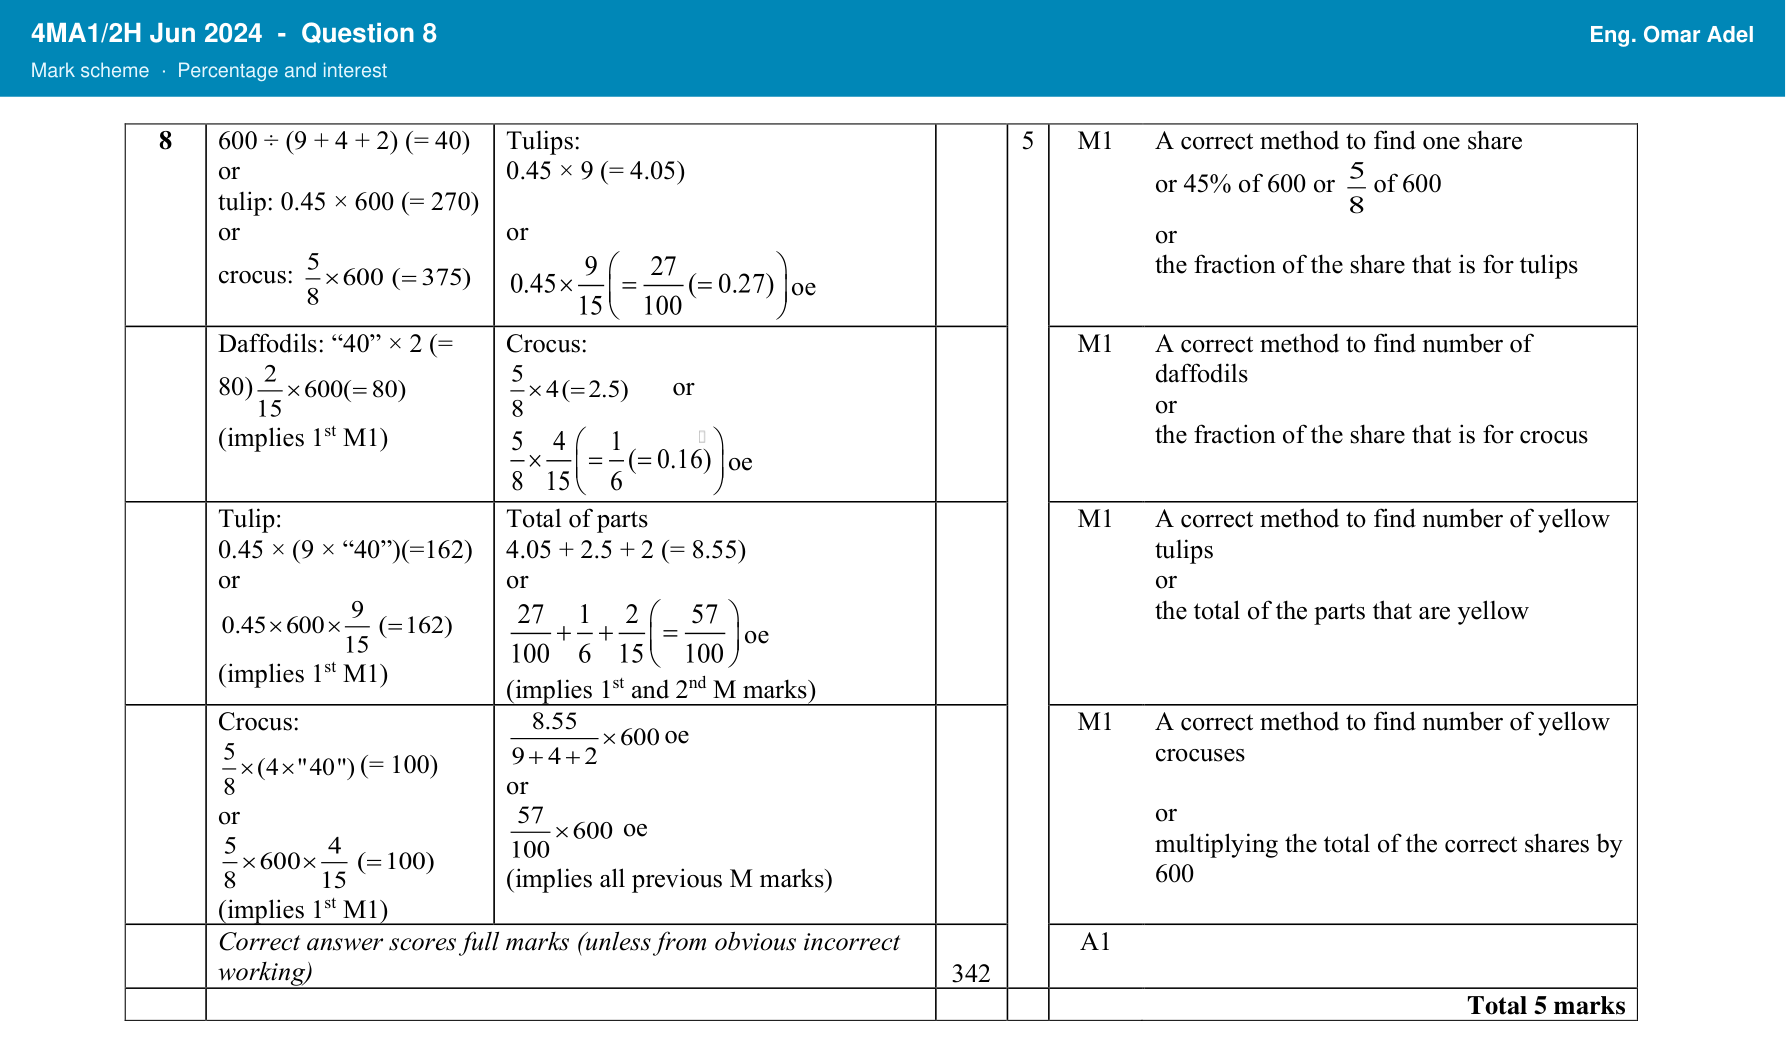 4MA1/2H Jun 2024 - Question 8
Eng. Omar Adel
Mark scheme · Percentage and interest
8
600 ÷ (9 + 4 + 2) (= 40)
or
tulip: 0.45 × 600 (= 270)
or
crocus: 5/8 × 600 (= 375)
Tulips:
0.45 × 9 (= 4.05)
or
0.45 × 9/15 ( = 27/100 (= 0.27) ) oe
5
M1
A correct method to find one share
or 45% of 600 or 5/8 of 600
or
the fraction of the share that is for tulips
Daffodils: “40” × 2 (=
80) 2/15 × 600(= 80)
(implies 1st M1)
Crocus:
5/8 × 4 (= 2.5) or
5/8 × 4/15 ( = 1/6 (= 0.16) ) oe
M1
A correct method to find number of
daffodils
or
the fraction of the share that is for crocus
Tulip:
0.45 × (9 × “40”)(=162)
or
0.45 × 600 × 9/15 (= 162)
(implies 1st M1)
Total of parts
4.05 + 2.5 + 2 (= 8.55)
or
27/100 + 1/6 + 2/15 ( = 57/100 ) oe
(implies 1st and 2nd M marks)
M1
A correct method to find number of yellow
tulips
or
the total of the parts that are yellow
Crocus:
5/8 × (4 × "40") (= 100)
or
5/8 × 600 × 4/15 (= 100)
(implies 1st M1)
8.55/(9 + 4 + 2) × 600 oe
or
57/100 × 600 oe
(implies all previous M marks)
M1
A correct method to find number of yellow
crocuses
or
multiplying the total of the correct shares by
600
Correct answer scores full marks (unless from obvious incorrect
working)
342
A1
Total 5 marks